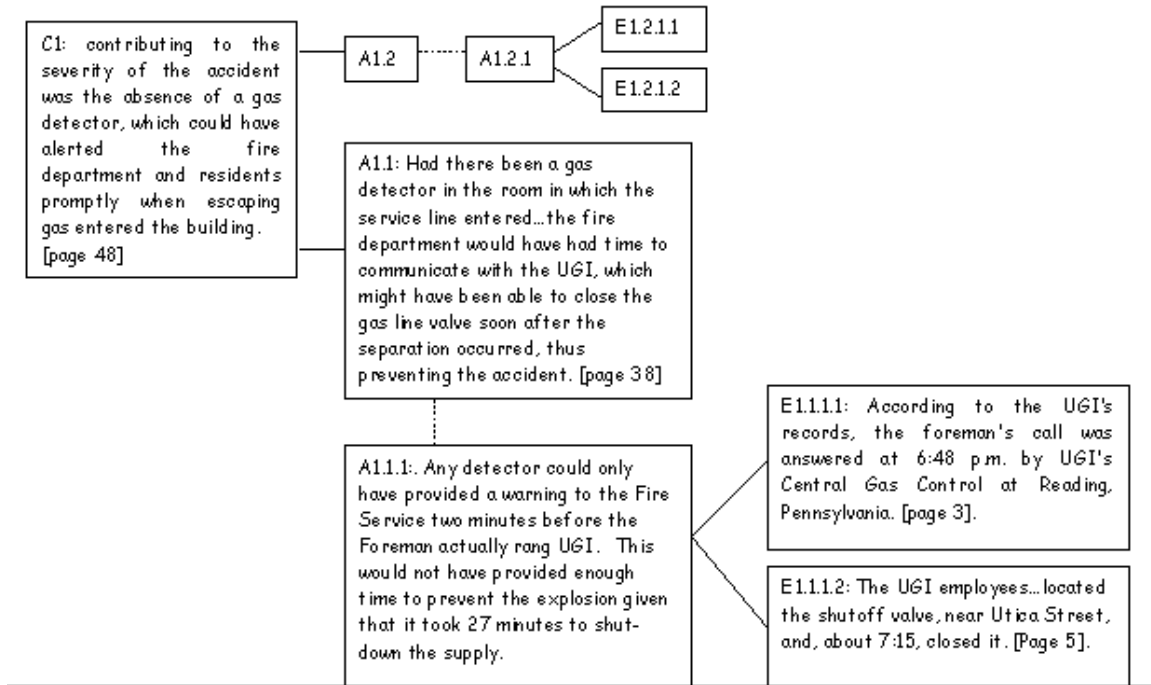 C1: contributing to the
severity of the accident
was the absence of a gas
detector, which could have
alerted the fire
department and residents
promptly when escaping
gas entered the building.
[page 48]
A1.2
A1.2.1
E1.2.1.1
E1.2.1.2
A1.1: Had there been a gas
detector in the room in which the
service line entered...the fire
department would have had time to
communicate with the UGI, which
might have been able to close the
gas line valve soon after the
separation occurred, thus
preventing the accident. [page 38]
A1.1.1:. Any detector could only
have provided a warning to the Fire
Service two minutes before the
Foreman actually rang UGI. This
would not have provided enough
time to prevent the explosion given
that it took 27 minutes to shut-
down the supply.
E1.1.1.1: According to the UGI's
records, the foreman's call was
answered at 6:48 p.m. by UGI's
Central Gas Control at Reading,
Pennsylvania. [page 3].
E1.1.1.2: The UGI employees...located
the shutoff valve, near Utica Street,
and, about 7:15, closed it. [Page 5].